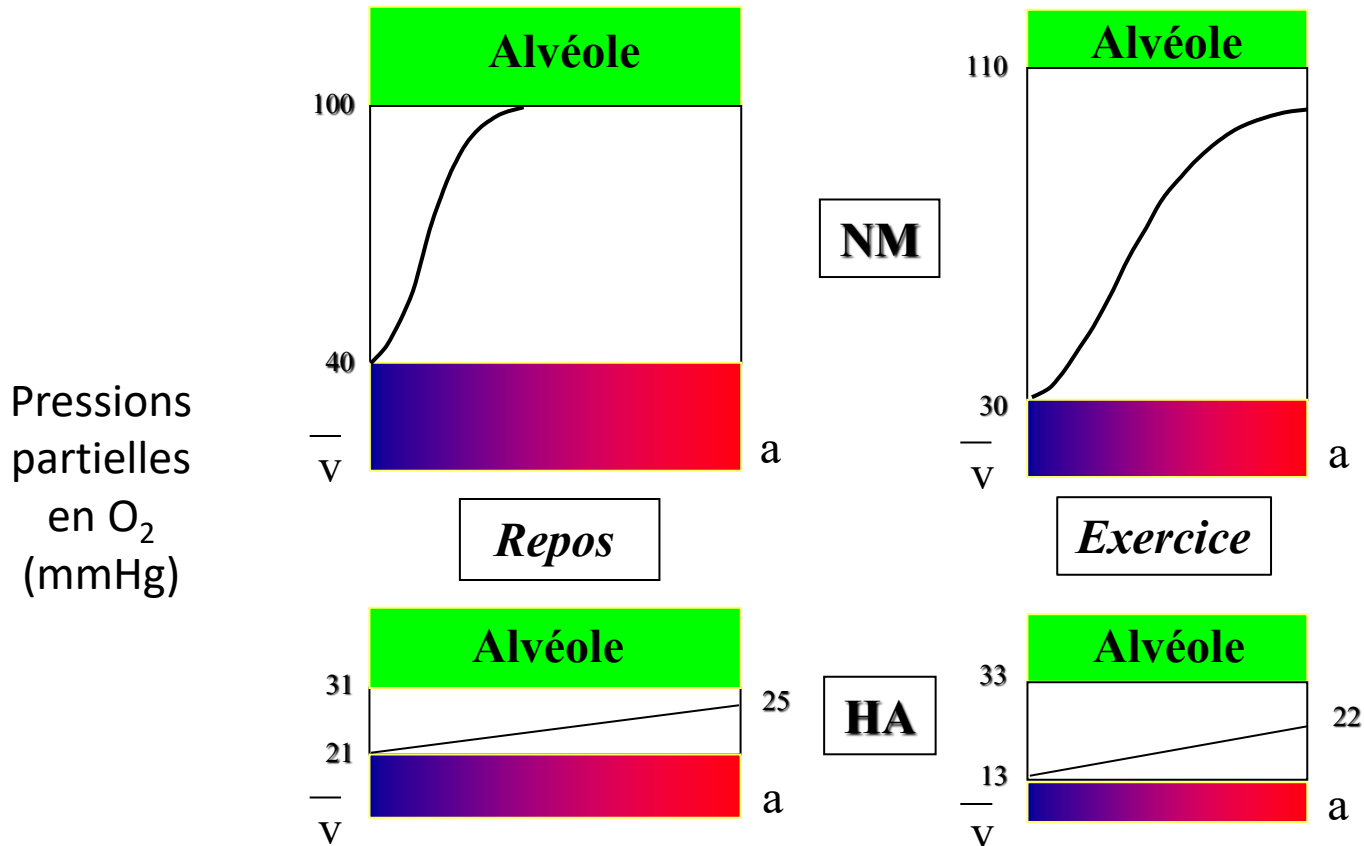 Alvéole
Alvéole
100
110
NM
40
30
Pressions
partielles
en O₂
(mmHg)
v̅
a
v̅
a
Repos
Exercice
Alvéole
Alvéole
31
25
33
22
HA
21
13
v̅
a
v̅
a